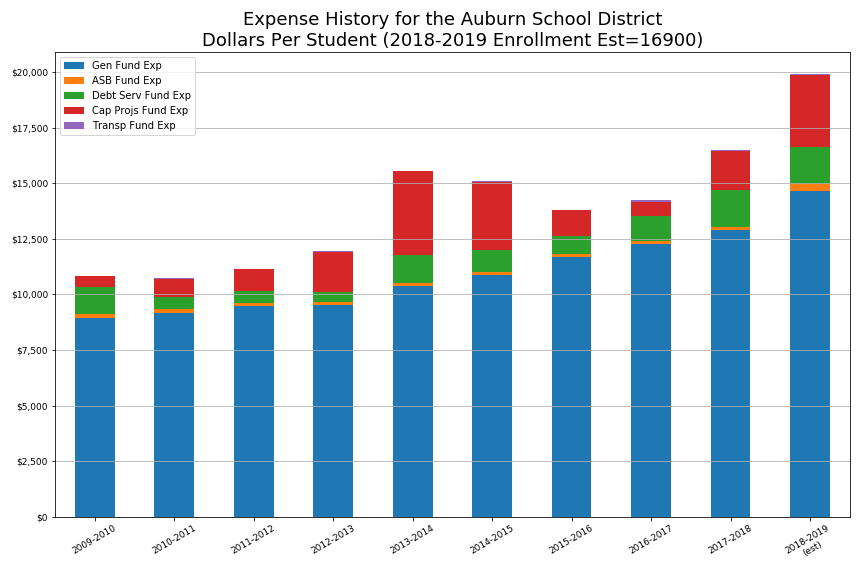 Expense History for the Auburn School District
Dollars Per Student (2018-2019 Enrollment Est=16900)
Gen Fund Exp
ASB Fund Exp
Debt Serv Fund Exp
Cap Projs Fund Exp
Transp Fund Exp
$20,000
$17,500
$15,000
$12,500
$10,000
$7,500
$5,000
$2,500
$0
2009-2010
2010-2011
2011-2012
2012-2013
2013-2014
2014-2015
2015-2016
2016-2017
2017-2018
2018-2019
(est)